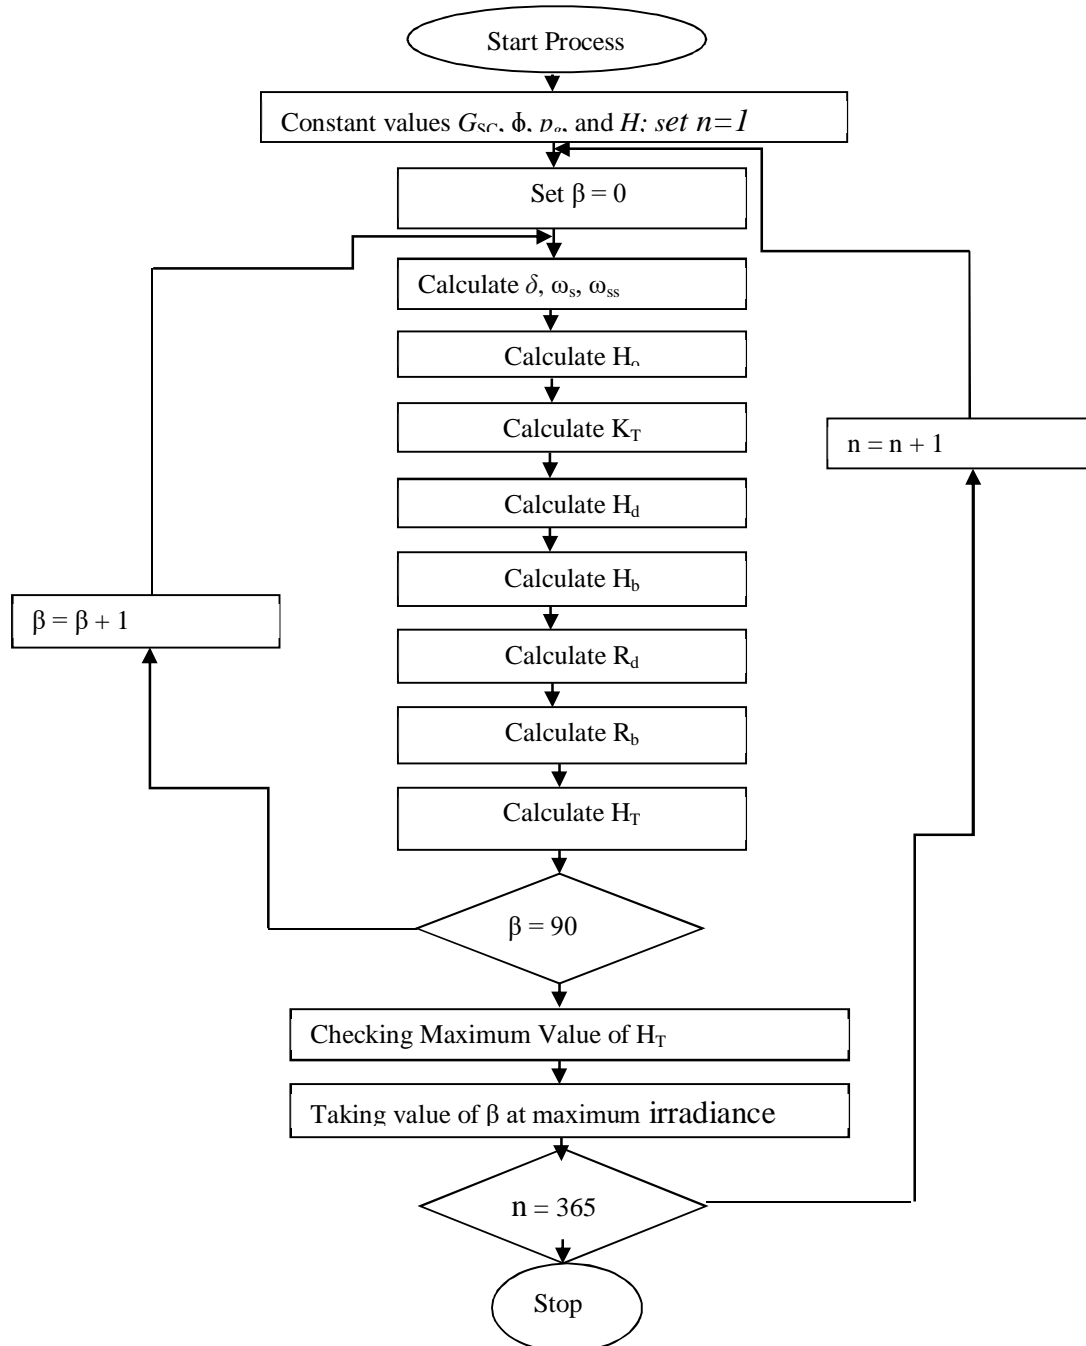 Start Process
Constant values G_SC, ϕ, p_g, and H; set n=1
Set β = 0
Calculate δ, ω_s, ω_ss
Calculate H_o
Calculate K_T
n = n + 1
Calculate H_d
Calculate H_b
β = β + 1
Calculate R_d
Calculate R_b
Calculate H_T
β = 90
Checking Maximum Value of H_T
Taking value of β at maximum irradiance
n = 365
Stop